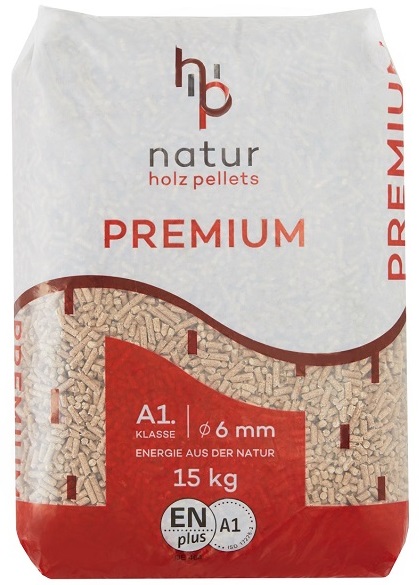 hp
natur
holz pellets
PREMIUM
PREMIUM
PREMIUM
A1.
KLASSE
ø 6 mm
ENERGIE AUS DER NATUR
15 kg
EN
plus
A1